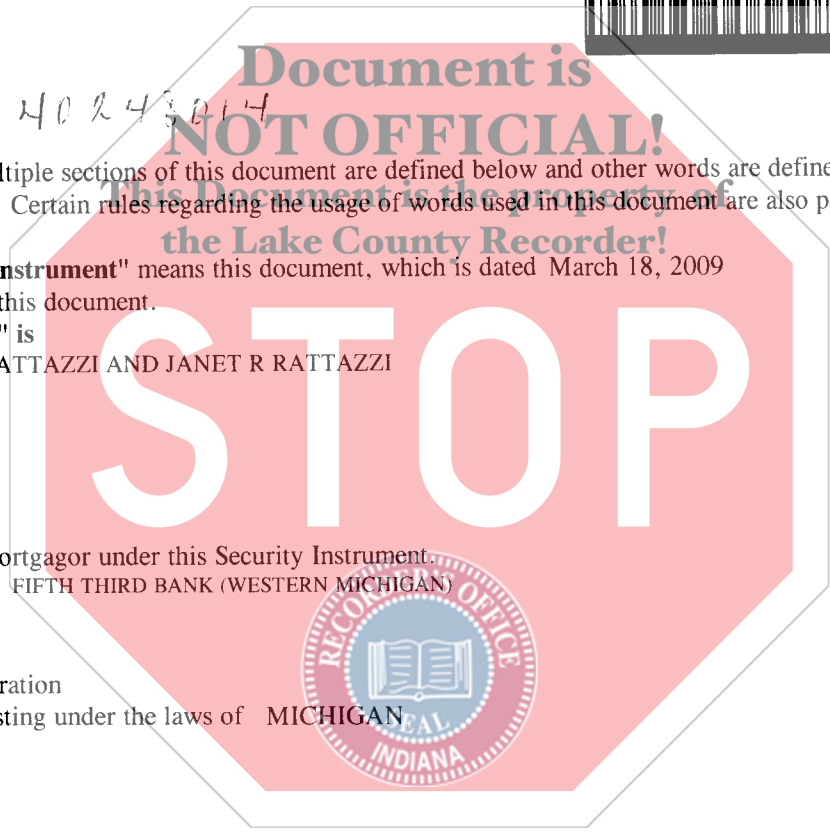 Document is
40243014
NOT OFFICIAL!
ltiple sections of this document are defined below and other words are define
This Document is the property of
Certain rules regarding the usage of words used in this document are also p
the Lake County Recorder!
nstrument" means this document, which is dated March 18, 2009
this document.
" is
ATTAZZI AND JANET R RATTAZZI
STOP
ortgagor under this Security Instrument.
FIFTH THIRD BANK (WESTERN MICHIGAN)
RECORDER'S OFFICE
ration
sting under the laws of MICHIGAN
SEAL
INDIANA